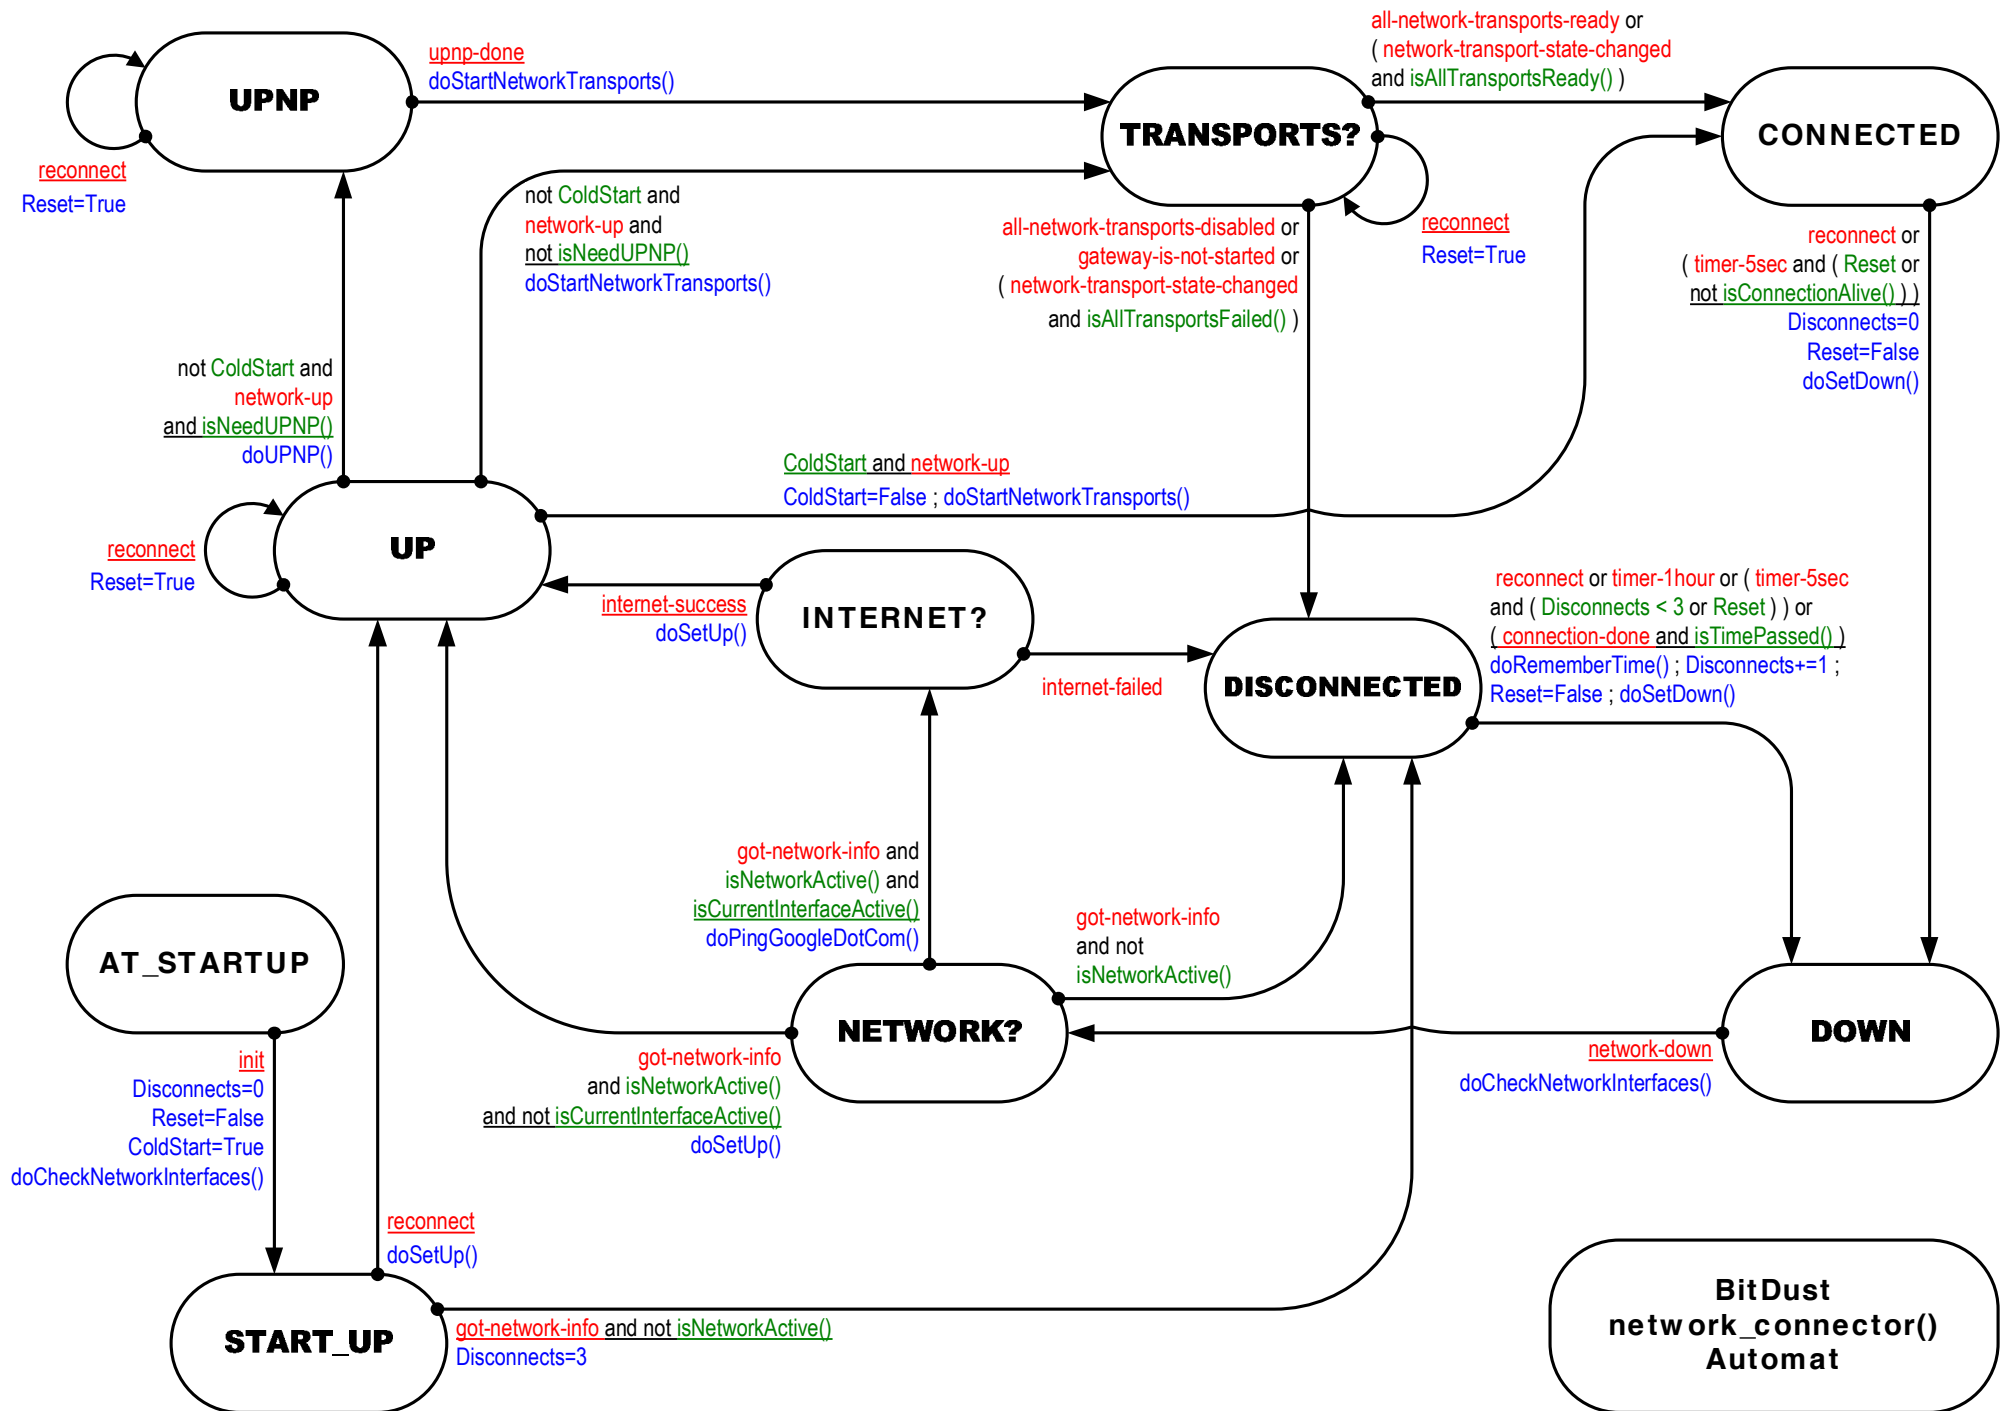 all-network-transports-ready or
( network-transport-state-changed
and isAllTransportsReady() )
upnp-done
doStartNetworkTransports()
UPNP
TRANSPORTS?
CONNECTED
reconnect
Reset=True
not ColdStart and
network-up and
not isNeedUPNP()
doStartNetworkTransports()
all-network-transports-disabled or
gateway-is-not-started or
( network-transport-state-changed
and isAllTransportsFailed() )
reconnect
Reset=True
reconnect or
( timer-5sec and ( Reset or
not isConnectionAlive() ) )
Disconnects=0
Reset=False
doSetDown()
not ColdStart and
network-up
and isNeedUPNP()
doUPNP()
ColdStart and network-up
ColdStart=False ; doStartNetworkTransports()
UP
reconnect
Reset=True
internet-success
doSetUp()
INTERNET?
internet-failed
reconnect or timer-1hour or ( timer-5sec
and ( Disconnects < 3 or Reset ) ) or
( connection-done and isTimePassed() )
doRememberTime() ; Disconnects+=1 ;
Reset=False ; doSetDown()
DISCONNECTED
got-network-info and
isNetworkActive() and
isCurrentInterfaceActive()
doPingGoogleDotCom()
got-network-info
and not
isNetworkActive()
AT_STARTUP
NETWORK?
DOWN
init
Disconnects=0
Reset=False
ColdStart=True
doCheckNetworkInterfaces()
got-network-info
and isNetworkActive()
and not isCurrentInterfaceActive()
doSetUp()
network-down
doCheckNetworkInterfaces()
reconnect
doSetUp()
START_UP
got-network-info and not isNetworkActive()
Disconnects=3
BitDust
network_connector()
Automat